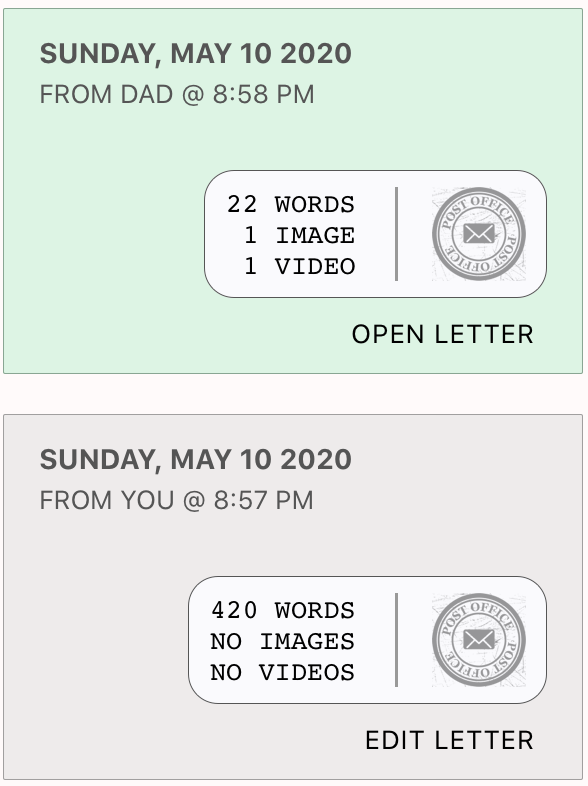 SUNDAY, MAY 10 2020
FROM DAD @ 8:58 PM
22 WORDS
1 IMAGE
1 VIDEO
POST OFFICE
POST OFFICE
OPEN LETTER
SUNDAY, MAY 10 2020
FROM YOU @ 8:57 PM
420 WORDS
NO IMAGES
NO VIDEOS
POST OFFICE
POST OFFICE
EDIT LETTER